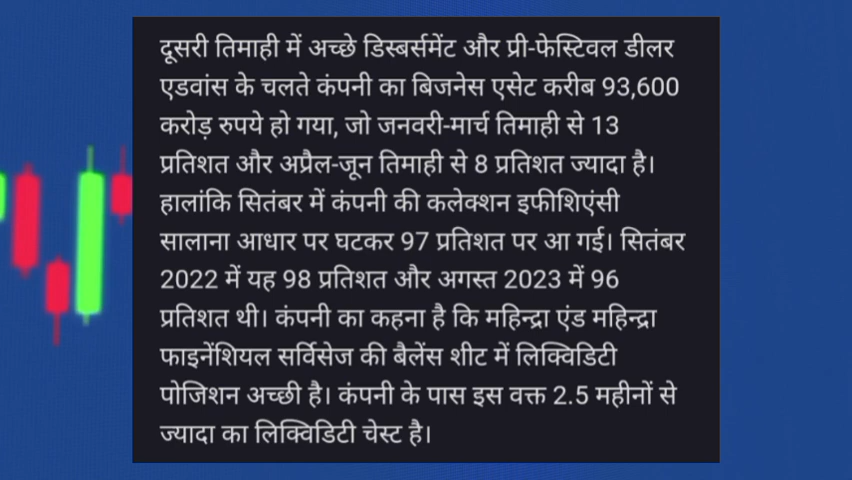 दूसरी तिमाही में अच्छे डिस्बर्समेंट और प्री-फेस्टिवल डीलर
एडवांस के चलते कंपनी का बिजनेस एसेट करीब 93,600
करोड़ रुपये हो गया, जो जनवरी-मार्च तिमाही से 13
प्रतिशत और अप्रैल-जून तिमाही से 8 प्रतिशत ज्यादा है।
हालांकि सितंबर में कंपनी की कलेक्शन इफीशिएंसी
सालाना आधार पर घटकर 97 प्रतिशत पर आ गई। सितंबर
2022 में यह 98 प्रतिशत और अगस्त 2023 में 96
प्रतिशत थी। कंपनी का कहना है कि महिन्द्रा एंड महिन्द्रा
फाइनेंशियल सर्विसेज की बैलेंस शीट में लिक्विडिटी
पोजिशन अच्छी है। कंपनी के पास इस वक्त 2.5 महीनों से
ज्यादा का लिक्विडिटी चेस्ट है।